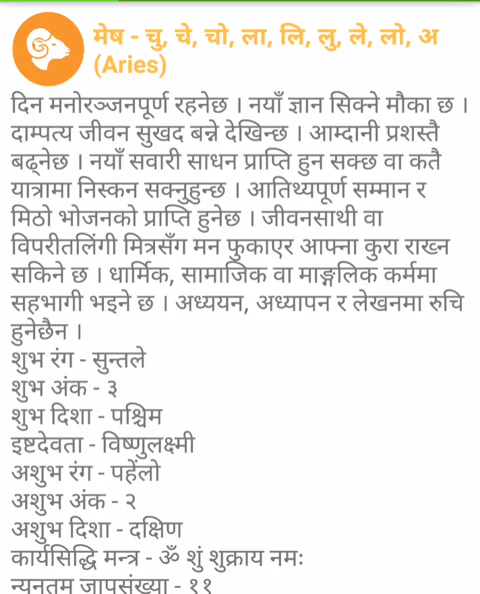 मेष - चु, चे, चो, ला, लि, लु, ले, लो, अ
(Aries)
दिन मनोरञ्जनपूर्ण रहनेछ । नयाँ ज्ञान सिक्ने मौका छ ।
दाम्पत्य जीवन सुखद बन्ने देखिन्छ । आम्दानी प्रशस्तै
बढ्नेछ । नयाँ सवारी साधन प्राप्ति हुन सक्छ वा कतै
यात्रामा निस्कन सक्नुहुन्छ । आतिथ्यपूर्ण सम्मान र
मिठो भोजनको प्राप्ति हुनेछ । जीवनसाथी वा
विपरीतलिंगी मित्रसँग मन फुकाएर आफ्ना कुरा राख्न
सकिने छ । धार्मिक, सामाजिक वा माङ्गलिक कर्ममा
सहभागी भइने छ । अध्ययन, अध्यापन र लेखनमा रुचि
हुनेछैन ।
शुभ रंग - सुन्तले
शुभ अंक - ३
शुभ दिशा - पश्चिम
इष्टदेवता - विष्णुलक्ष्मी
अशुभ रंग - पहेंलो
अशुभ अंक - २
अशुभ दिशा - दक्षिण
कार्यसिद्धि मन्त्र - ॐ शुं शुक्राय नमः
न्यूनतम जापसंख्या - ११